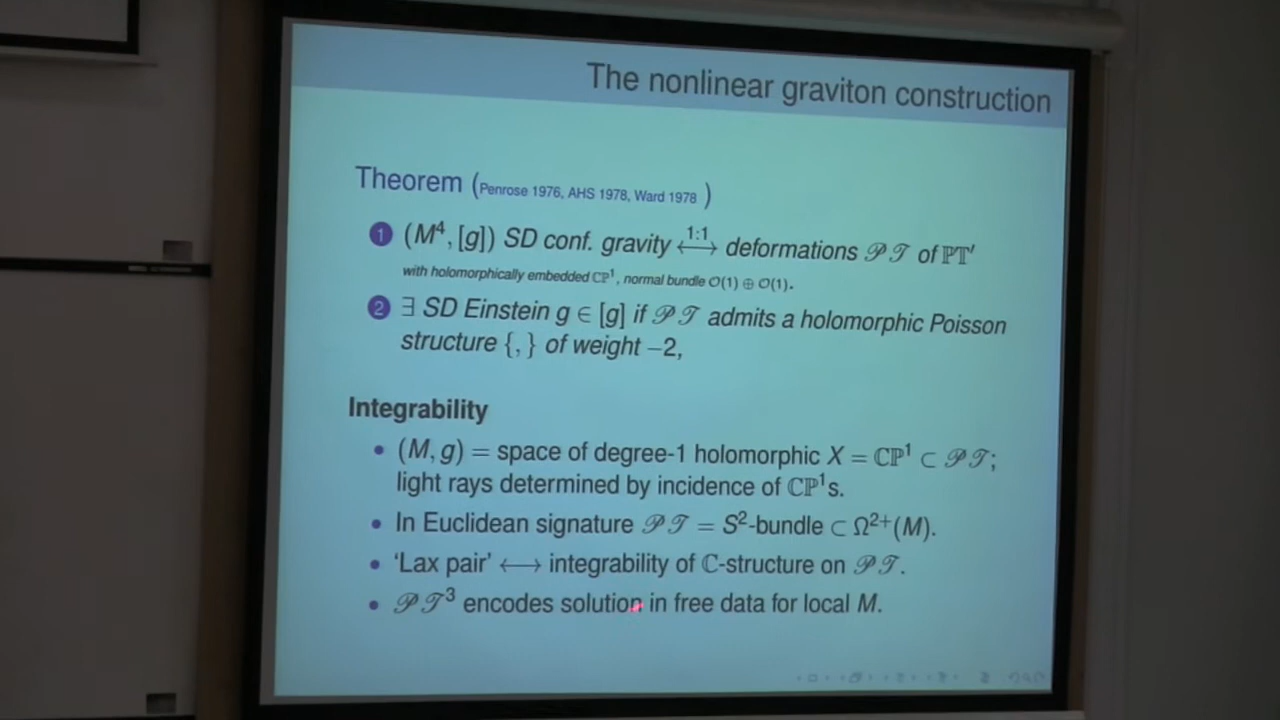 The nonlinear graviton construction
Theorem (Penrose 1976, AHS 1978, Ward 1978 )
1 (M⁴, [g]) SD conf. gravity ⟷ 1:1 deformations 𝒫𝒯 of ℙ𝕋′
with holomorphically embedded ℂℙ¹, normal bundle O(1) ⊕ O(1).
2 ∃ SD Einstein g ∈ [g] if 𝒫𝒯 admits a holomorphic Poisson
structure {, } of weight −2,
Integrability
• (M, g) = space of degree-1 holomorphic X = ℂℙ¹ ⊂ 𝒫𝒯;
light rays determined by incidence of ℂℙ¹s.
• In Euclidean signature 𝒫𝒯 = S²-bundle ⊂ Ω²⁺(M).
• 'Lax pair' ⟷ integrability of ℂ-structure on 𝒫𝒯.
• 𝒫𝒯³ encodes solution in free data for local M.